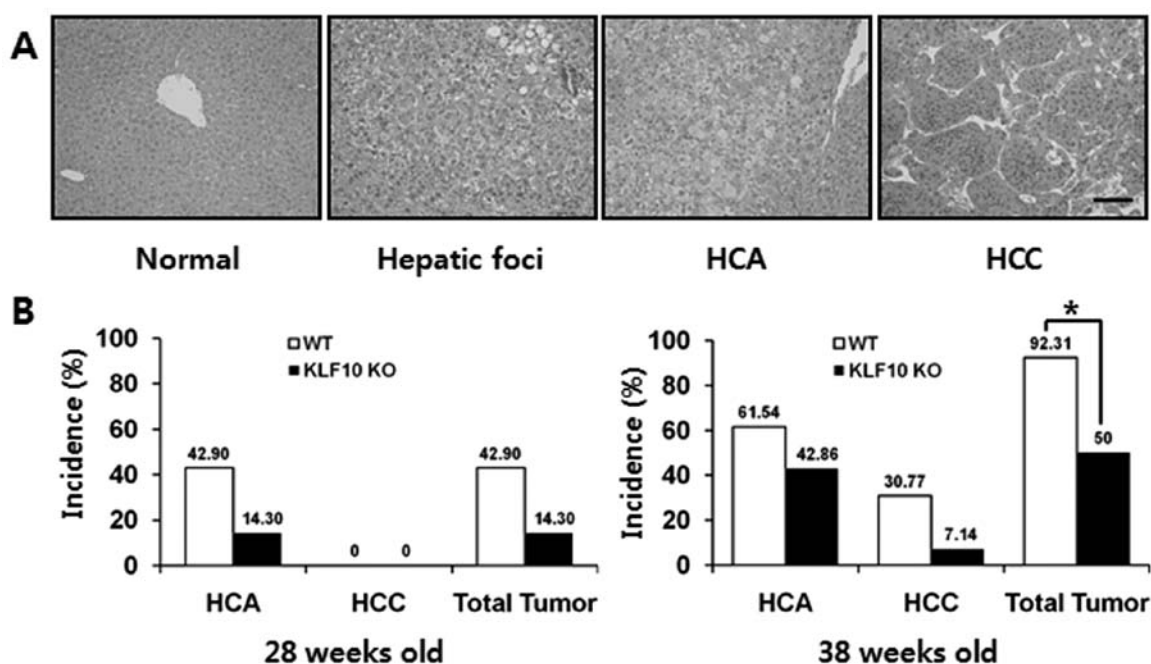 A
Normal
Hepatic foci
HCA
HCC
B
Incidence (%)
100
80
60
40
20
0
WT
KLF10 KO
42.90
14.30
0
0
42.90
14.30
HCA
HCC
Total Tumor
28 weeks old
Incidence (%)
100
80
60
40
20
0
WT
KLF10 KO
*
61.54
42.86
30.77
7.14
92.31
50
HCA
HCC
Total Tumor
38 weeks old